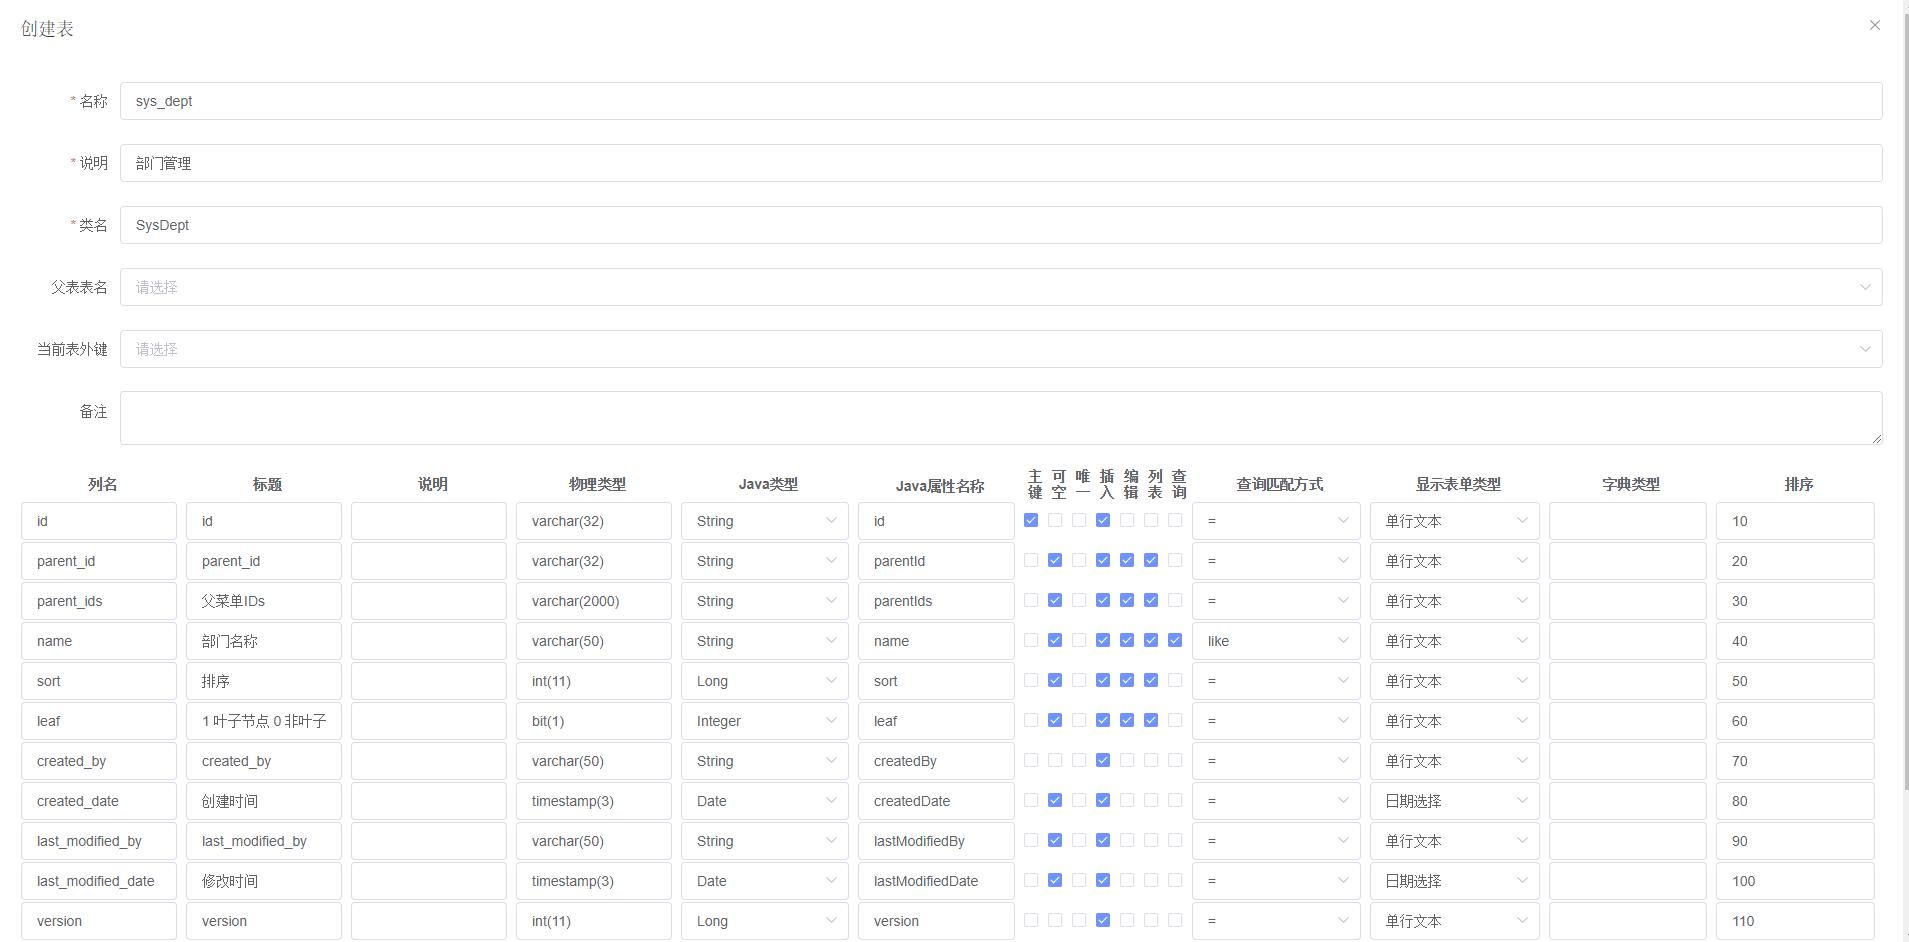 创建表
* 名称 sys_dept
* 说明 部门管理
* 类名 SysDept
父表表名 请选择
当前表外键 请选择
备注
列名 标题 说明 物理类型 Java类型 Java属性名称 主键 可空 唯一 插入 编辑 列表 查询 查询匹配方式 显示表单类型 字典类型 排序
id id varchar(32) String id = 单行文本 10
parent_id parent_id varchar(32) String parentId = 单行文本 20
parent_ids 父菜单IDs varchar(2000) String parentIds = 单行文本 30
name 部门名称 varchar(50) String name like 单行文本 40
sort 排序 int(11) Long sort = 单行文本 50
leaf 1 叶子节点 0 非叶子 bit(1) Integer leaf = 单行文本 60
created_by created_by varchar(50) String createdBy = 单行文本 70
created_date 创建时间 timestamp(3) Date createdDate = 日期选择 80
last_modified_by last_modified_by varchar(50) String lastModifiedBy = 单行文本 90
last_modified_date 修改时间 timestamp(3) Date lastModifiedDate = 日期选择 100
version version int(11) Long version = 单行文本 110